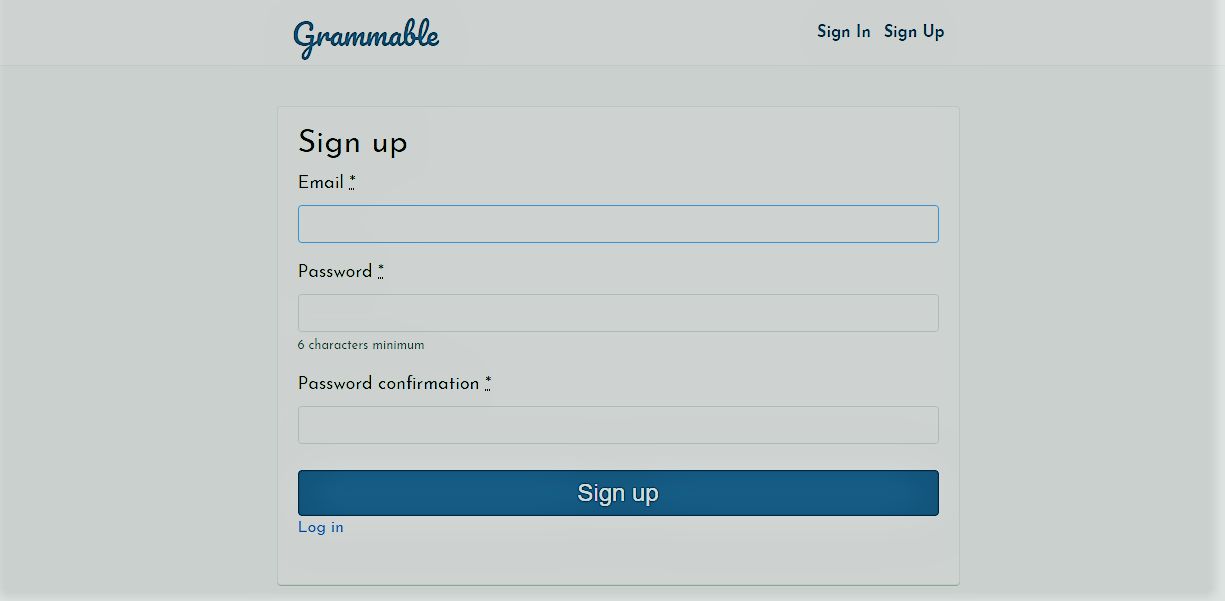 Grammable
Sign In Sign Up
Sign up
Email *
Password *
6 characters minimum
Password confirmation *
Sign up
Log in